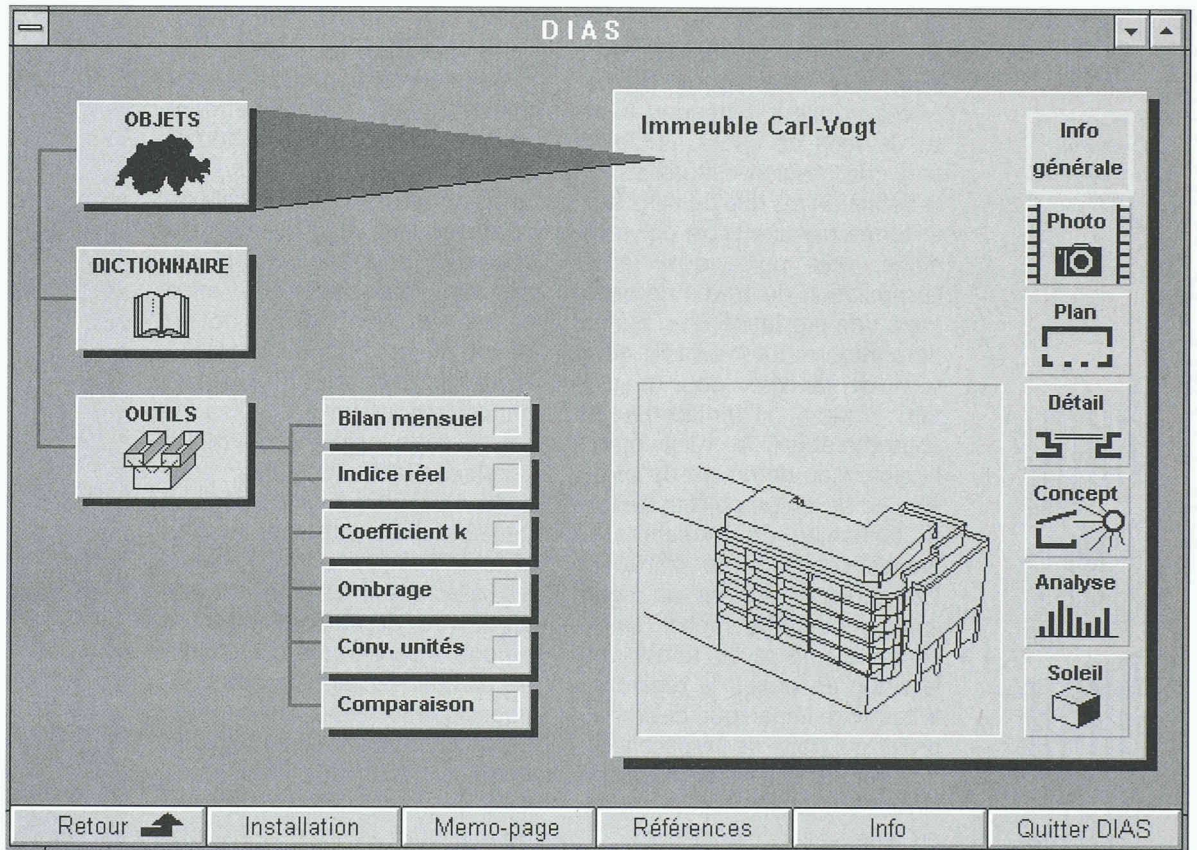 DIAS
OBJETS
DICTIONNAIRE
OUTILS
Bilan mensuel
Indice réel
Coefficient k
Ombrage
Conv. unités
Comparaison
Immeuble Carl-Vogt
Info
générale
Photo
Plan
Détail
Concept
Analyse
Soleil
Retour
Installation
Memo-page
Références
Info
Quitter DIAS